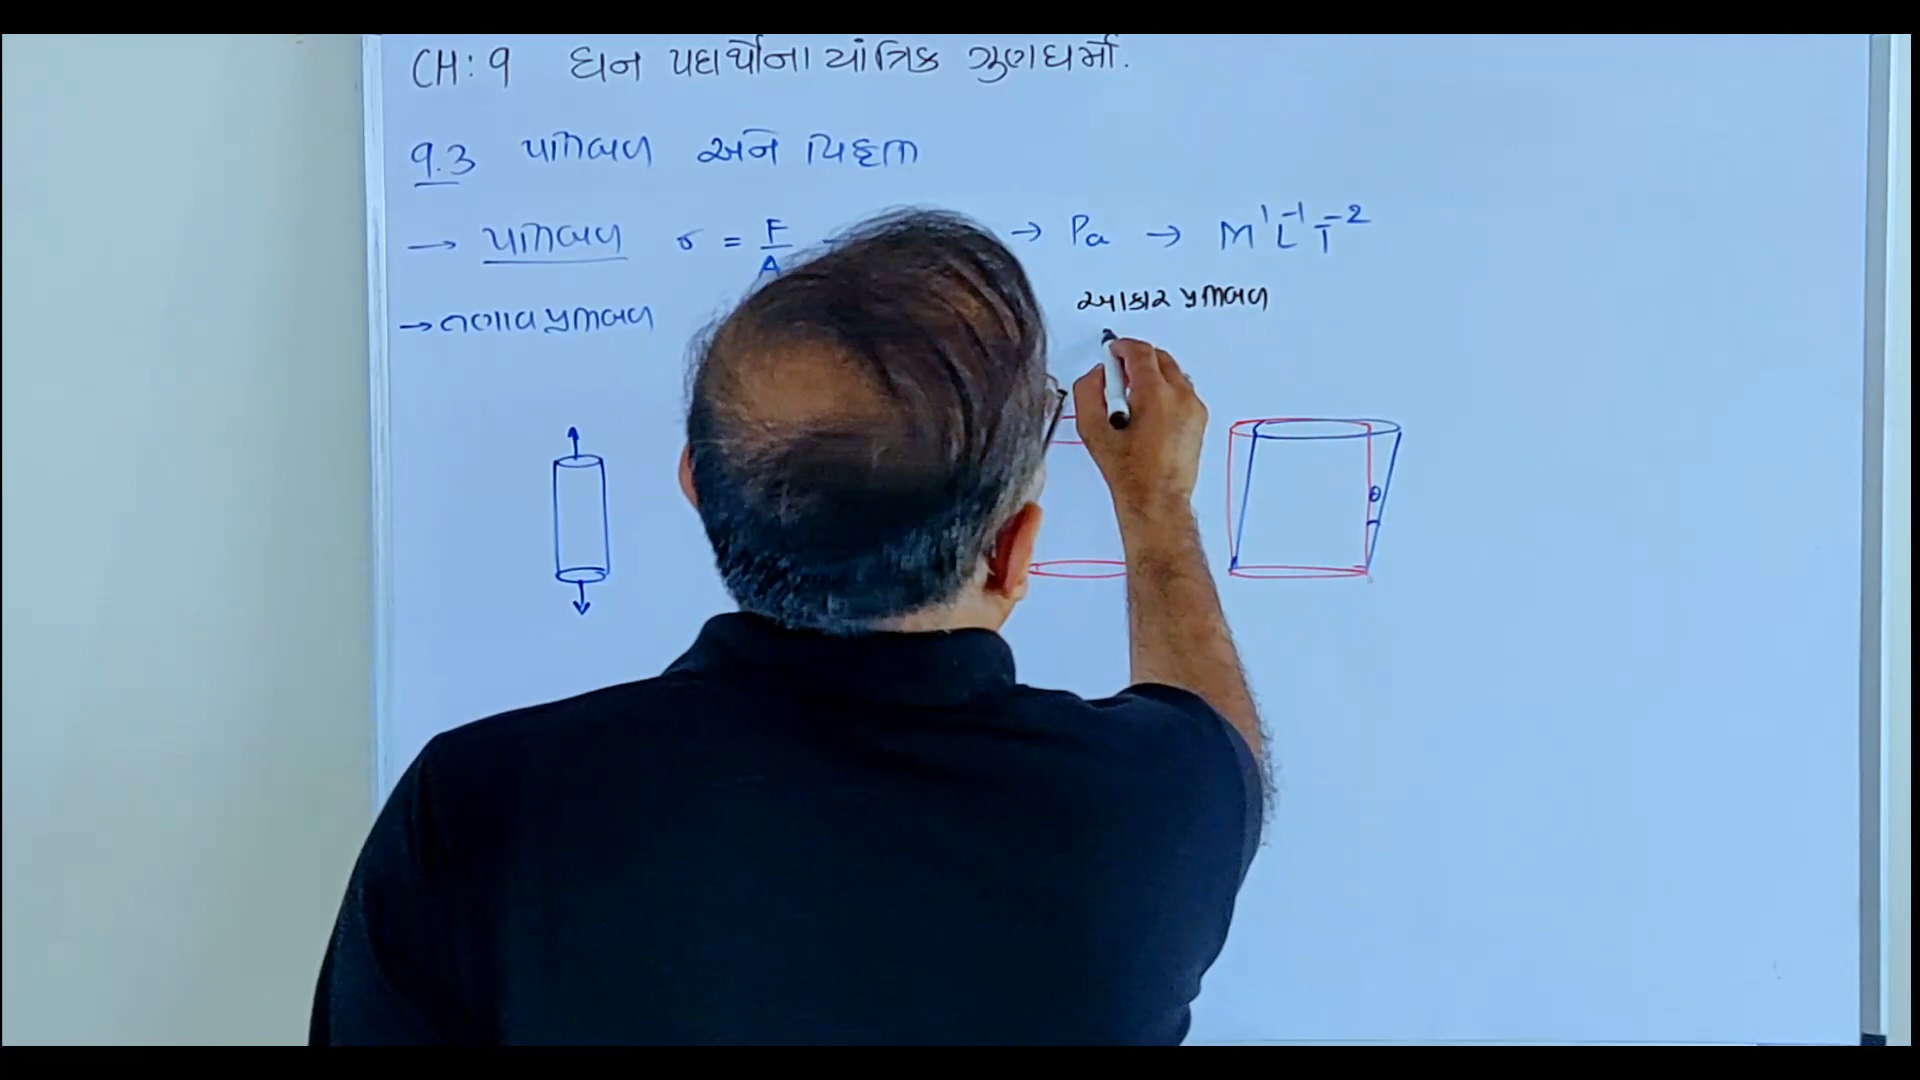 CH: 9 ઘન પદાર્થોના યાંત્રિક ગુણધર્મો.
9.3 પ્રતિબળ અને વિકૃતિ
→ પ્રતિબળ σ = F/A → Pa → M¹L⁻¹T⁻²
→ તણાવ પ્રતિબળ
આકાર પ્રતિબળ
θ